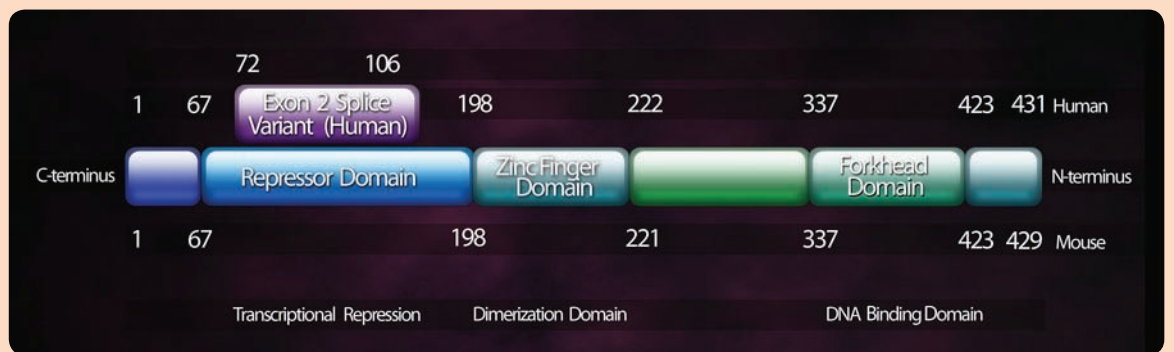 72 106
1 67 Exon 2 Splice 198 222 337 423 431 Human
Variant (Human)
C-terminus Repressor Domain Zinc Finger Domain Forkhead Domain N-terminus
1 67 198 221 337 423 429 Mouse
Transcriptional Repression Dimerization Domain DNA Binding Domain